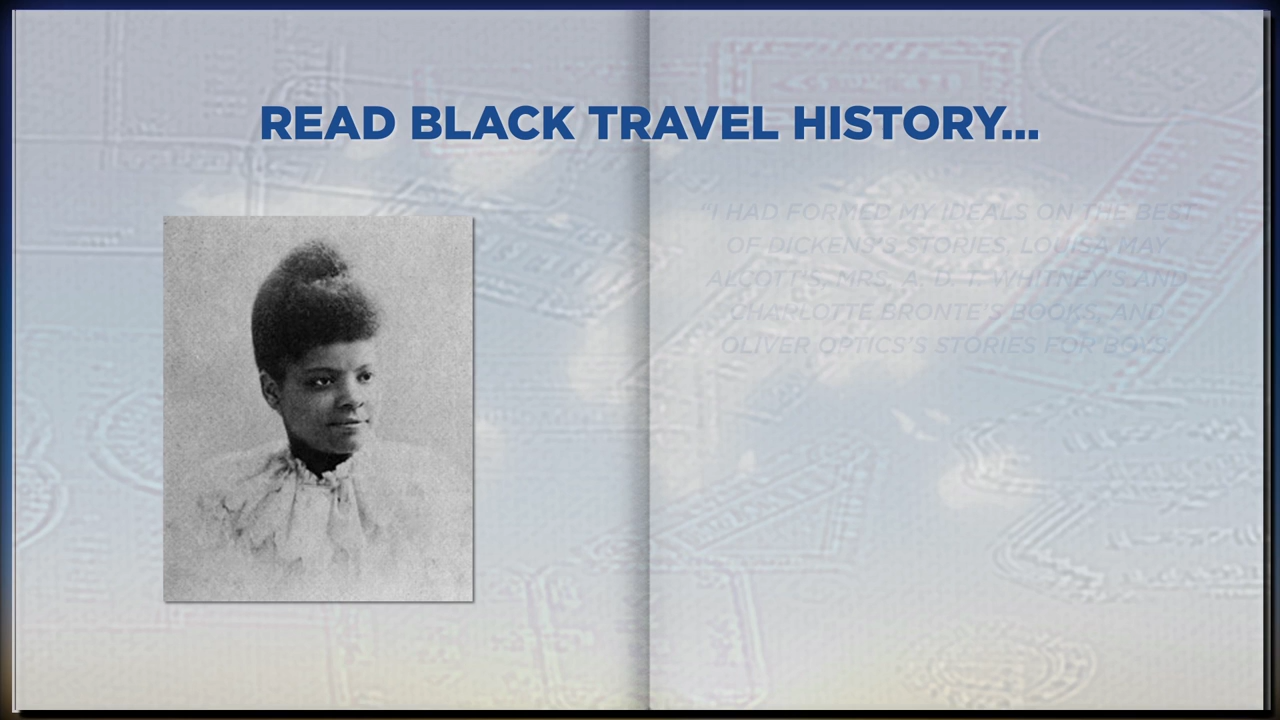 READ BLACK TRAVEL HISTORY...
“I HAD FORMED MY IDEALS ON THE BEST
OF DICKENS’S STORIES, LOUISA MAY
ALCOTT’S, MRS. A. D. T. WHITNEY’S AND
CHARLOTTE BRONTE’S BOOKS, AND
OLIVER OPTICS’S STORIES FOR BOYS.